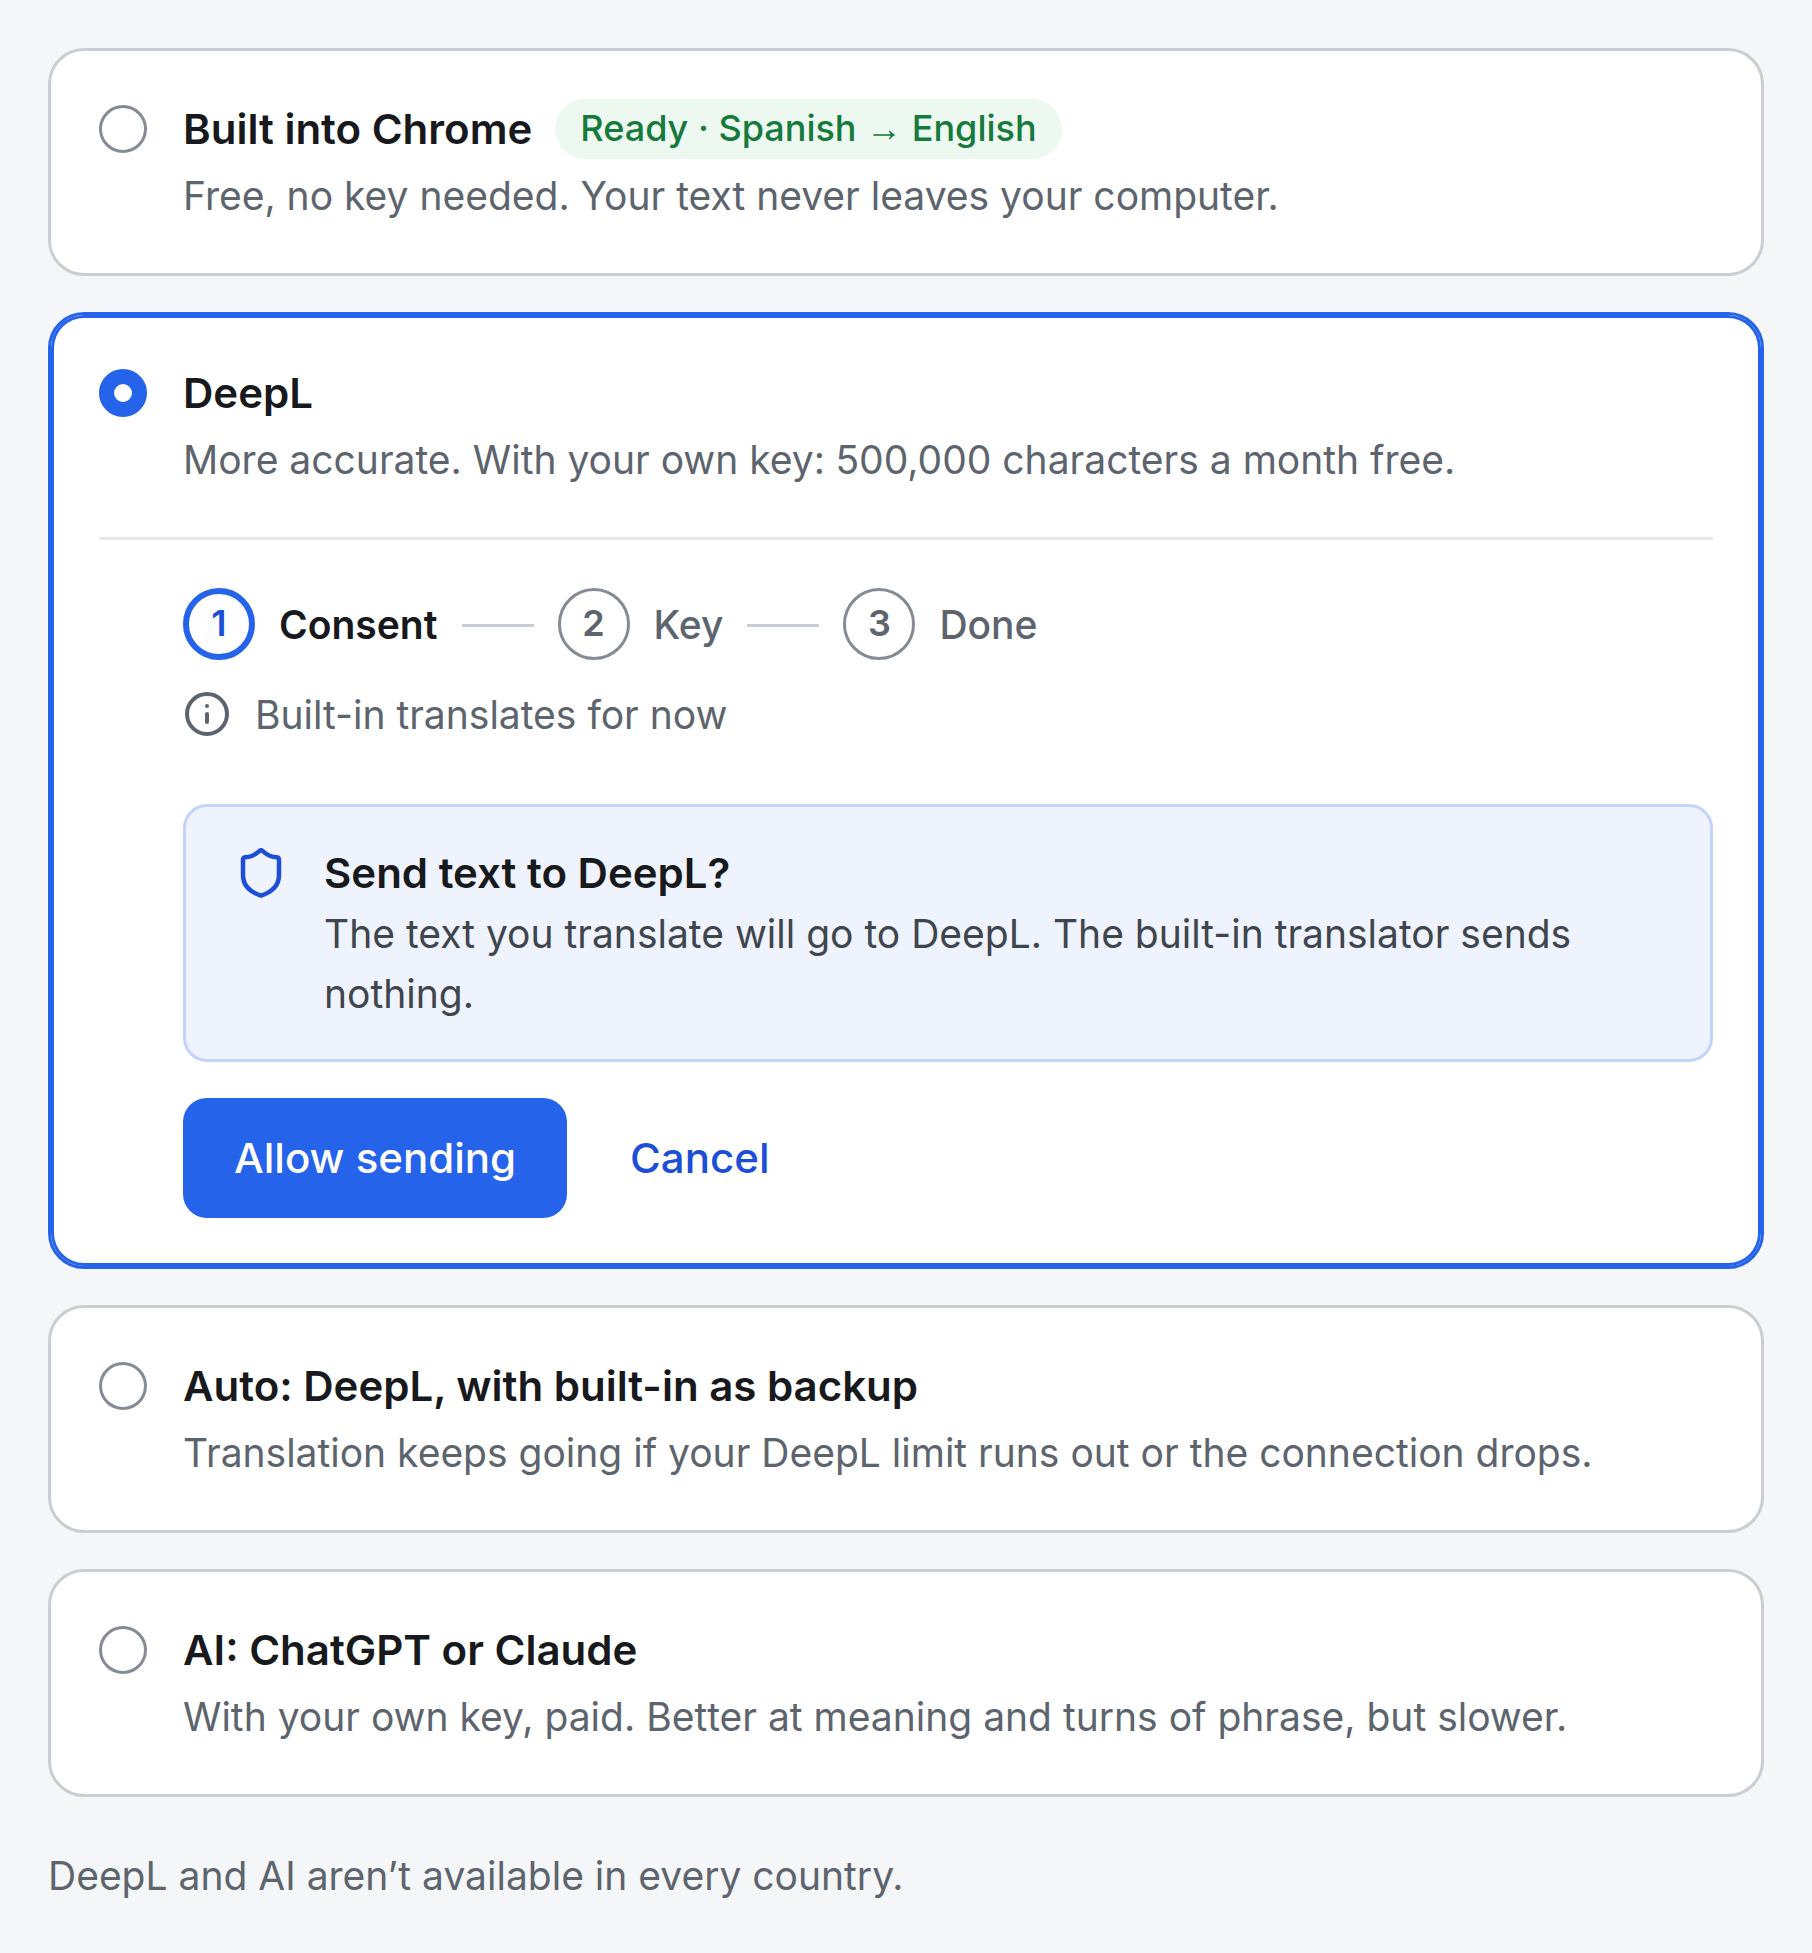 Built into Chrome
Ready · Spanish → English
Free, no key needed. Your text never leaves your computer.
DeepL
More accurate. With your own key: 500,000 characters a month free.
1 Consent 2 Key 3 Done
Built-in translates for now
Send text to DeepL?
The text you translate will go to DeepL. The built-in translator sends
nothing.
Allow sending Cancel
Auto: DeepL, with built-in as backup
Translation keeps going if your DeepL limit runs out or the connection drops.
AI: ChatGPT or Claude
With your own key, paid. Better at meaning and turns of phrase, but slower.
DeepL and AI aren’t available in every country.